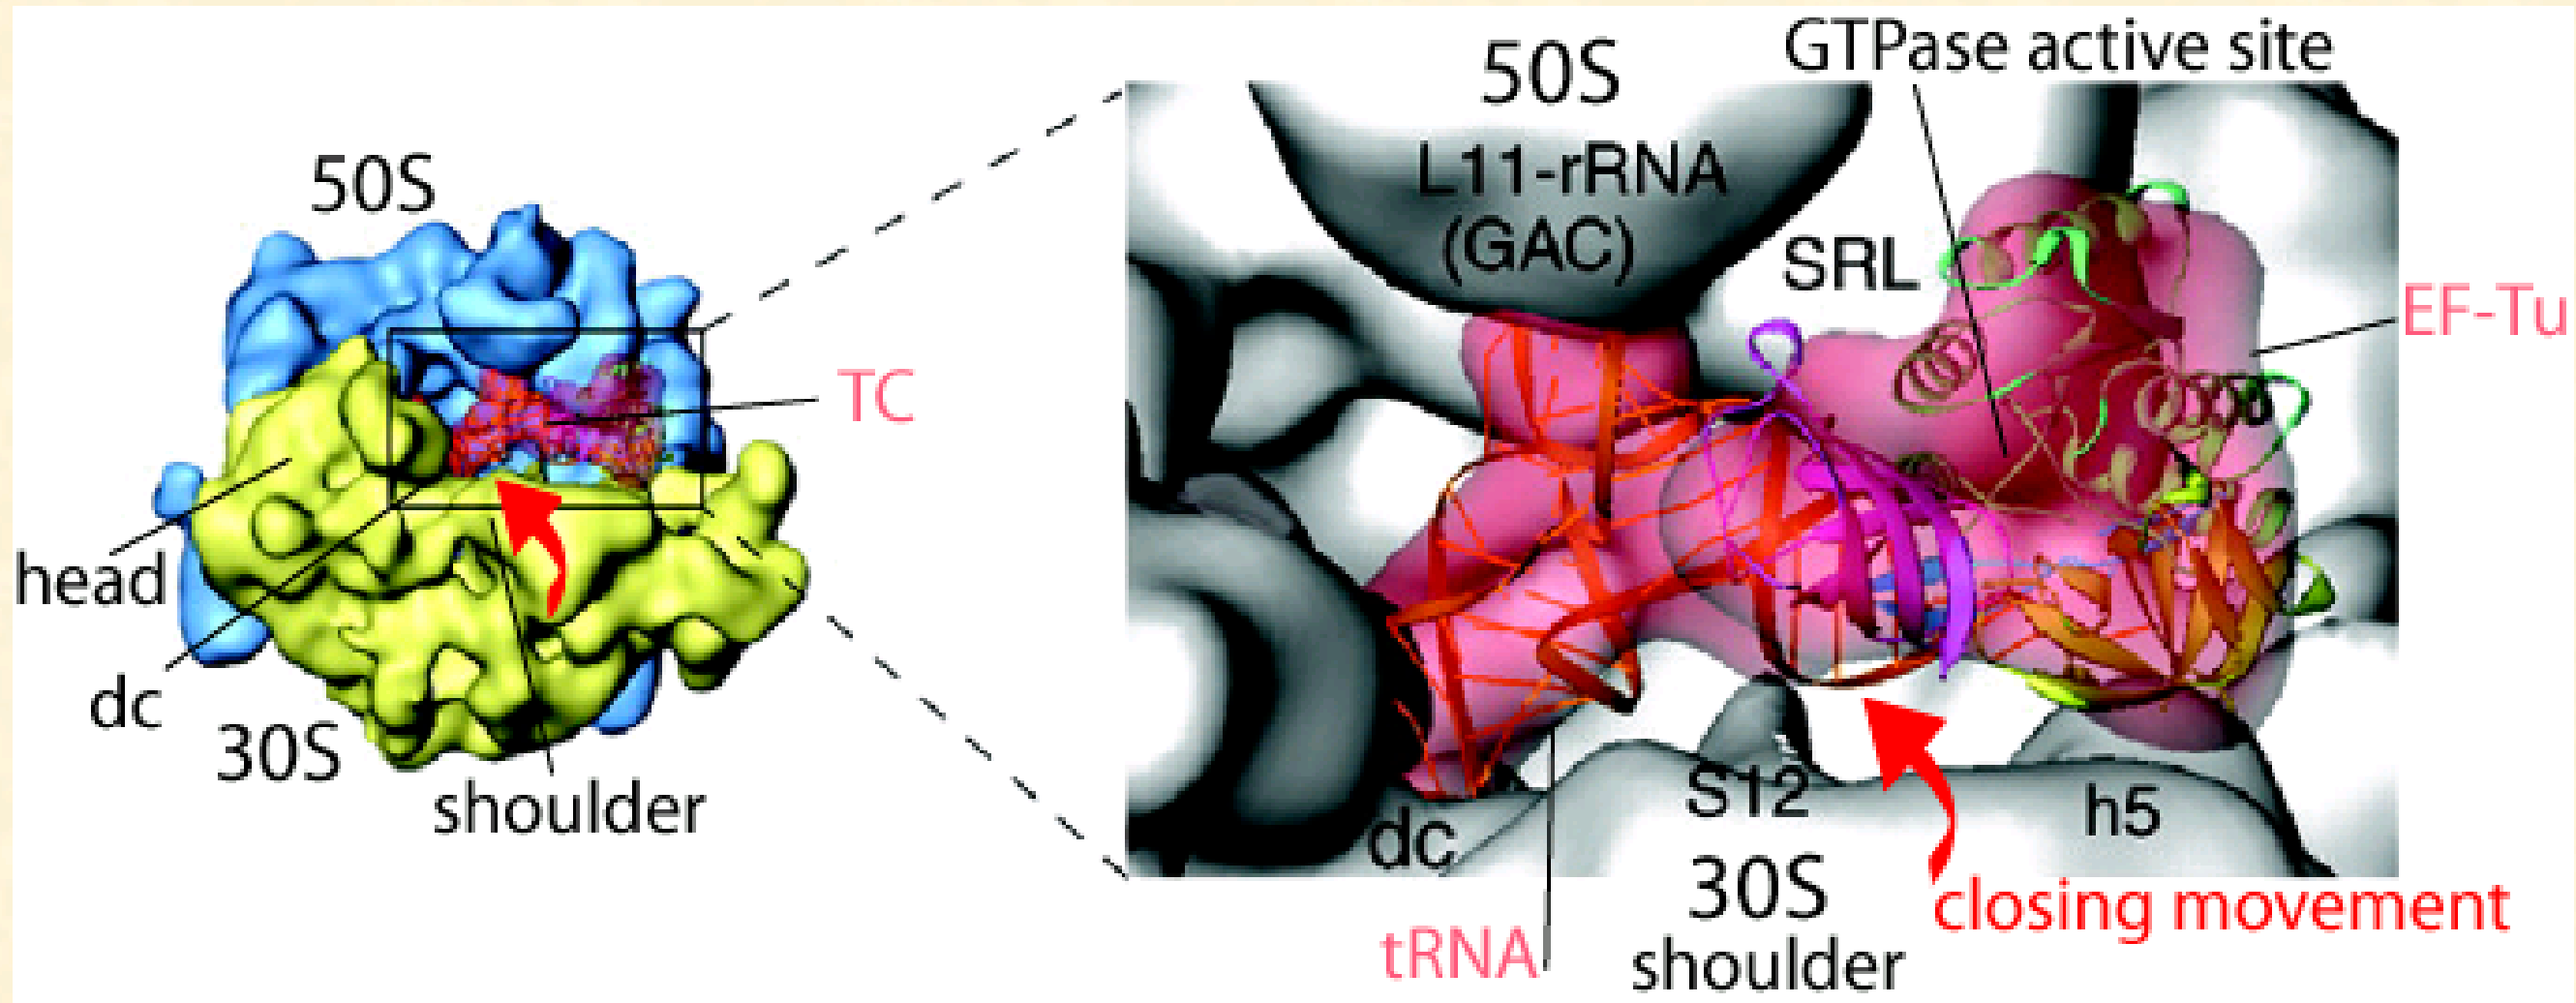 50S
TC
head
dc
30S
shoulder
50S
GTPase active site
L11-rRNA
(GAC)
SRL
EF-Tu
S12
h5
dc
30S
shoulder
closing movement
tRNA